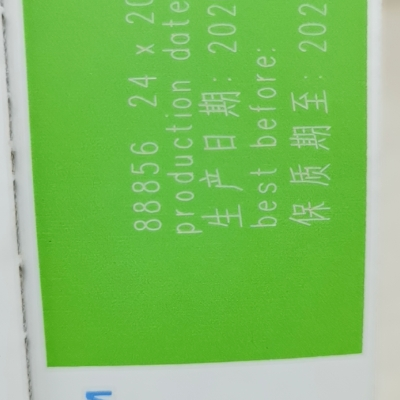 88856 24 x 20
production date
生产日期: 202
best before:
保质期至: 202